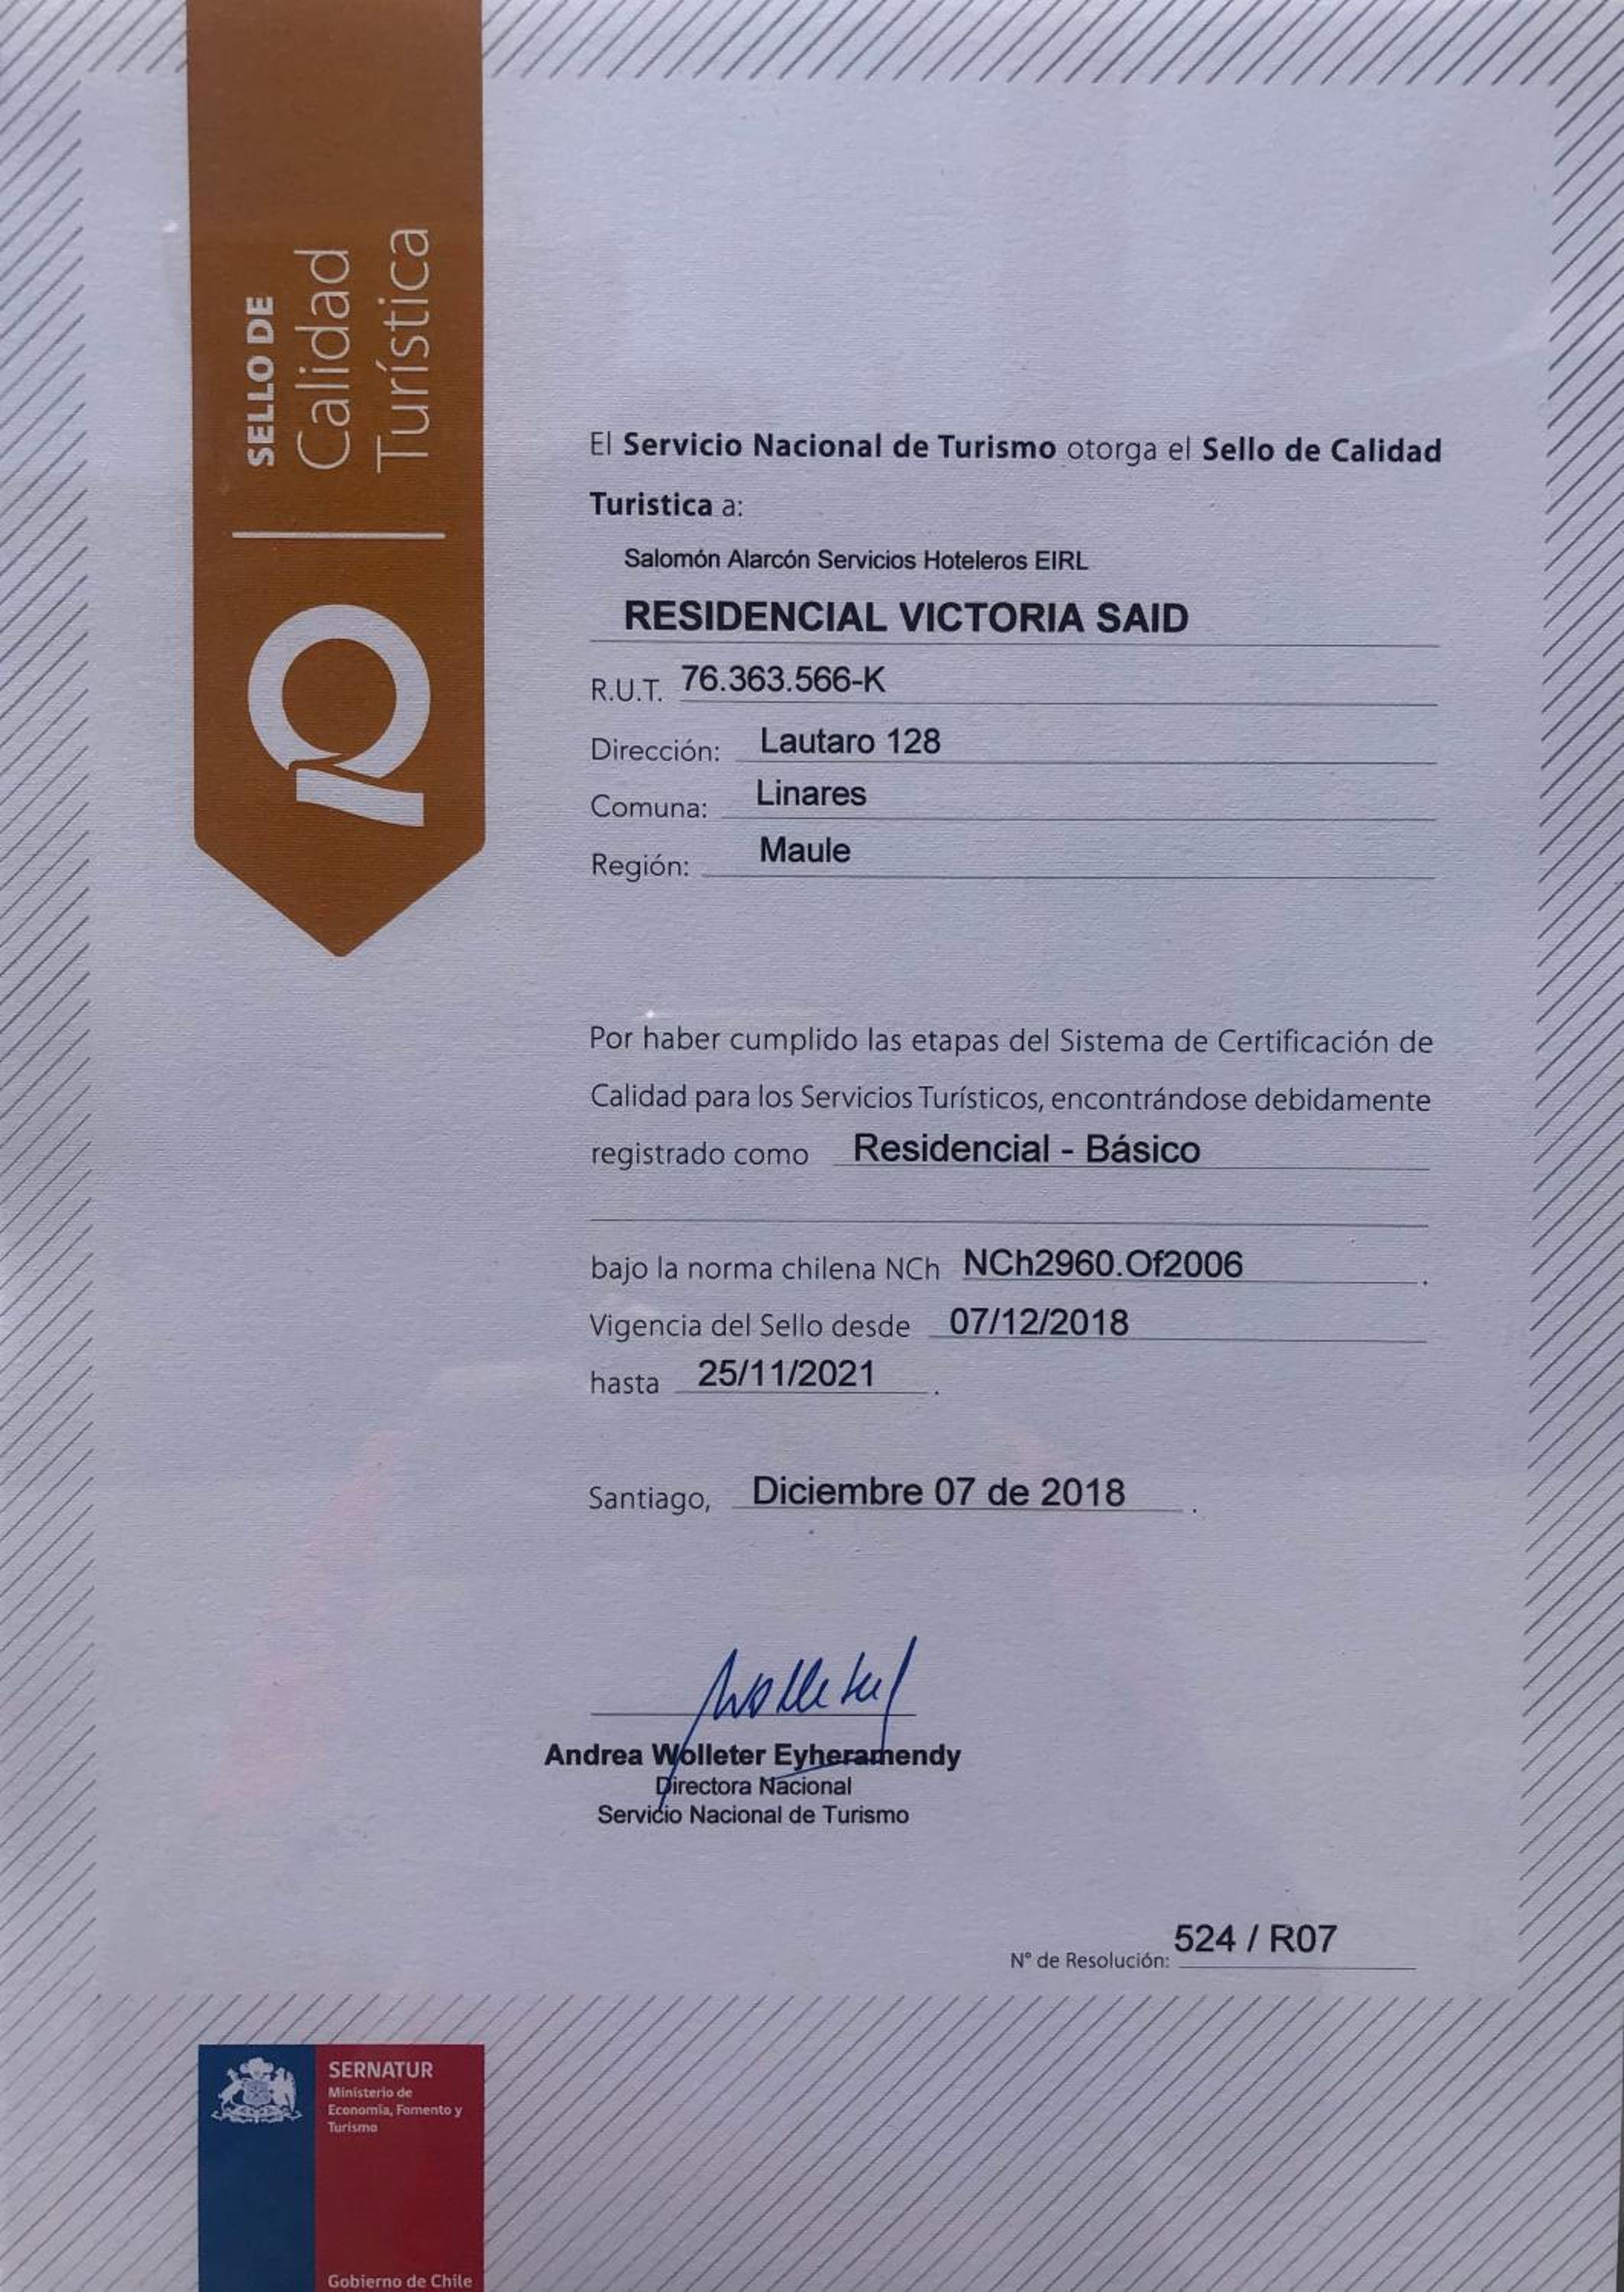 SELLO DE
Calidad
Turística
El Servicio Nacional de Turismo otorga el Sello de Calidad
Turistica a:
Salomón Alarcón Servicios Hoteleros EIRL
RESIDENCIAL VICTORIA SAID
R.U.T. 76.363.566-K
Dirección: Lautaro 128
Comuna: Linares
Región: Maule
Por haber cumplido las etapas del Sistema de Certificación de
Calidad para los Servicios Turísticos, encontrándose debidamente
registrado como Residencial - Básico
bajo la norma chilena NCh NCh2960.Of2006 .
Vigencia del Sello desde 07/12/2018
hasta 25/11/2021 .
Santiago, Diciembre 07 de 2018 .
Andrea Wolleter Eyheramendy
Directora Nacional
Servicio Nacional de Turismo
N° de Resolución: 524 / R07
SERNATUR
Ministerio de
Economía, Fomento y
Turismo
Gobierno de Chile